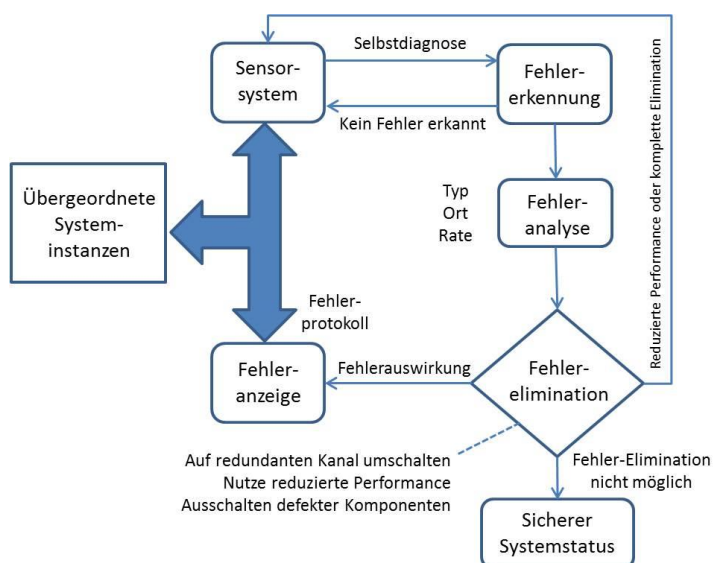 Selbstdiagnose
Sensor-
system
Fehler-
erkennung
Kein Fehler erkannt
Reduzierte Performance oder komplette Elimination
Übergeordnete
System-
instanzen
Typ
Ort
Rate
Fehler-
analyse
Fehler-
protokoll
Fehler-
anzeige
Fehlerauswirkung
Fehler-
elimination
Auf redundanten Kanal umschalten
Nutze reduzierte Performance
Ausschalten defekter Komponenten
Fehler-Elimination
nicht möglich
Sicherer
Systemstatus